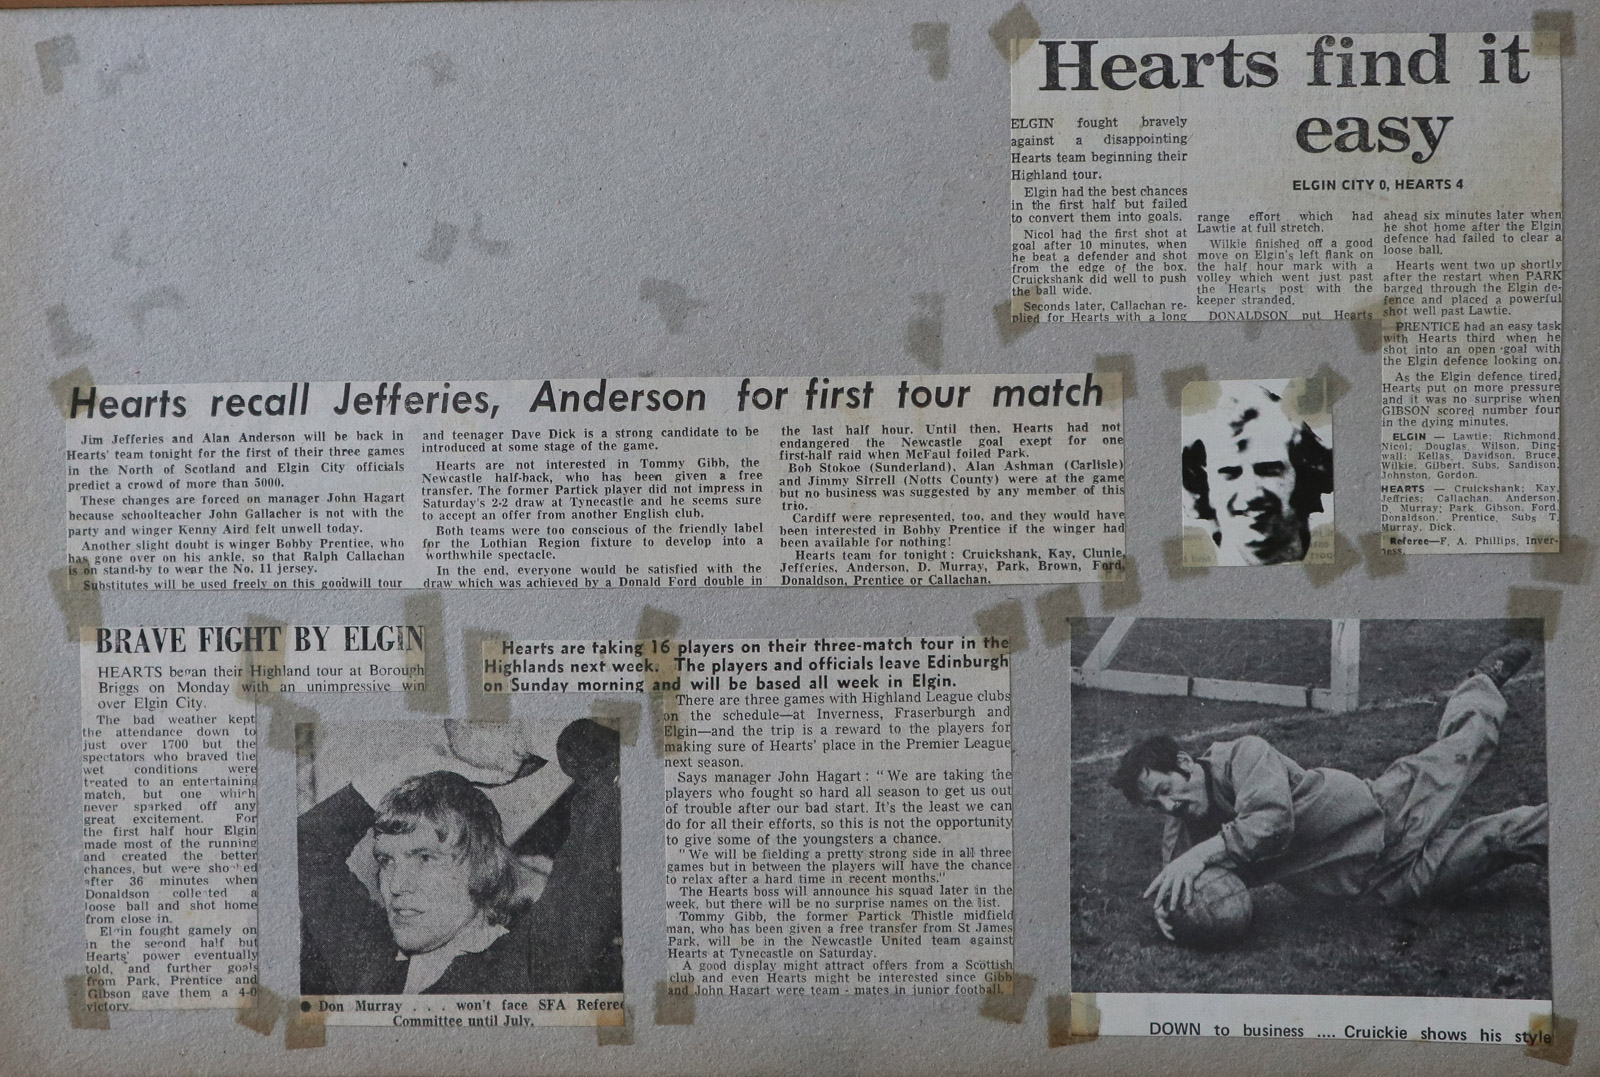 Hearts find it
easy
ELGIN CITY 0, HEARTS 4
ELGIN fought bravely
against a disappointing
Hearts team beginning their
Highland tour.
Elgin had the best chances
in the first half but failed
to convert them into goals.
Nicol had the first shot at
goal after 10 minutes, when
he beat a defender and shot
from the edge of the box.
Cruickshank did well to push
the ball wide.
Seconds later, Callachan re-
plied for Hearts with a long
range effort which had
Lawtie at full stretch.
Wilkie finished off a good
move on Elgin's left flank on
the half hour mark with a
volley which went just past
the Hearts post with the
keeper stranded.
DONALDSON put Hearts
ahead six minutes later when
he shot home after the Elgin
defence had failed to clear a
loose ball.
Hearts went two up shortly
after the restart when PARK
barged through the Elgin de-
fence and placed a powerful
shot well past Lawtie.
PRENTICE had an easy task
with Hearts third when he
shot into an open goal with
the Elgin defence looking on.
As the Elgin defence tired,
Hearts put on more pressure
and it was no surprise when
GIBSON scored number four
in the dying minutes.
ELGIN — Lawtie; Richmond,
Nicol; Douglas, Wilson, Ding-
wall; Kellas, Davidson, Bruce,
Wilkie, Gilbert. Subs. Sandison,
Johnston, Gordon.
HEARTS — Cruickshank; Kay,
Jeffries; Callachan, Anderson,
D. Murray; Park, Gibson, Ford,
Donaldson, Prentice, Subs T.
Murray, Dick.
Referee—F. A. Phillips, Inver-
ness.
Hearts recall Jefferies, Anderson for first tour match
Jim Jefferies and Alan Anderson will be back in
Hearts' team tonight for the first of their three games
in the North of Scotland and Elgin City officials
predict a crowd of more than 5000.
These changes are forced on manager John Hagart
because schoolteacher John Gallacher is not with the
party and winger Kenny Aird felt unwell today.
Another slight doubt is winger Bobby Prentice, who
has gone over on his ankle, so that Ralph Callachan
is on stand-by to wear the No. 11 jersey.
Substitutes will be used freely on this goodwill tour
and teenager Dave Dick is a strong candidate to be
introduced at some stage of the game.
Hearts are not interested in Tommy Gibb, the
Newcastle half-back, who has been given a free
transfer. The former Partick player did not impress in
Saturday's 2-2 draw at Tynecastle and he seems sure
to accept an offer from another English club.
Both teams were too conscious of the friendly label
for the Lothian Region fixture to develop into a
worthwhile spectacle.
In the end, everyone would be satisfied with the
draw which was achieved by a Donald Ford double in
the last half hour. Until then, Hearts had not
endangered the Newcastle goal exept for one
first-half raid when McFaul foiled Park.
Bob Stokoe (Sunderland), Alan Ashman (Carlisle)
and Jimmy Sirrell (Notts County) were at the game
but no business was suggested by any member of this
trio.
Cardiff were represented, too, and they would have
been interested in Bobby Prentice if the winger had
been available for nothing!
Hearts team for tonight : Cruickshank, Kay, Clunie,
Jefferies, Anderson, D. Murray, Park, Brown, Ford,
Donaldson, Prentice or Callachan.
BRAVE FIGHT BY ELGIN
HEARTS began their Highland tour at Borough
Briggs on Monday with an unimpressive win
over Elgin City.
The bad weather kept
the attendance down to
just over 1700 but the
spectators who braved the
wet conditions were
treated to an entertaining
match, but one which
never sparked off any
great excitement. For
the first half hour Elgin
made most of the running
and created the better
chances, but were
after 36 minutes when
Donaldson collected a
loose ball and shot home
from close in.
Elgin fought gamely on
in the second half but
Hearts' power eventually
told, and further goals
from Park, Prentice and
Gibson gave them a 4-0
victory.
● Don Murray . . . won't face SFA Referee
Committee until July.
Hearts are taking 16 players on their three-match tour in the
Highlands next week. The players and officials leave Edinburgh
on Sunday morning and will be based all week in Elgin.
There are three games with Highland League clubs
on the schedule—at Inverness, Fraserburgh and
Elgin—and the trip is a reward to the players for
making sure of Hearts' place in the Premier League
next season.
Says manager John Hagart : "We are taking the
players who fought so hard all season to get us out
of trouble after our bad start. It's the least we can
do for all their efforts, so this is not the opportunity
to give some of the youngsters a chance.
"We will be fielding a pretty strong side in all three
games but in between the players will have the chance
to relax after a hard time in recent months."
The Hearts boss will announce his squad later in the
week, but there will be no surprise names on the list.
Tommy Gibb, the former Partick Thistle midfield
man, who has been given a free transfer from St James
Park, will be in the Newcastle United team against
Hearts at Tynecastle on Saturday.
A good display might attract offers from a Scottish
club and even Hearts might be interested since Gibb
and John Hagart were team - mates in junior football.
DOWN to business .... Cruickie shows his style